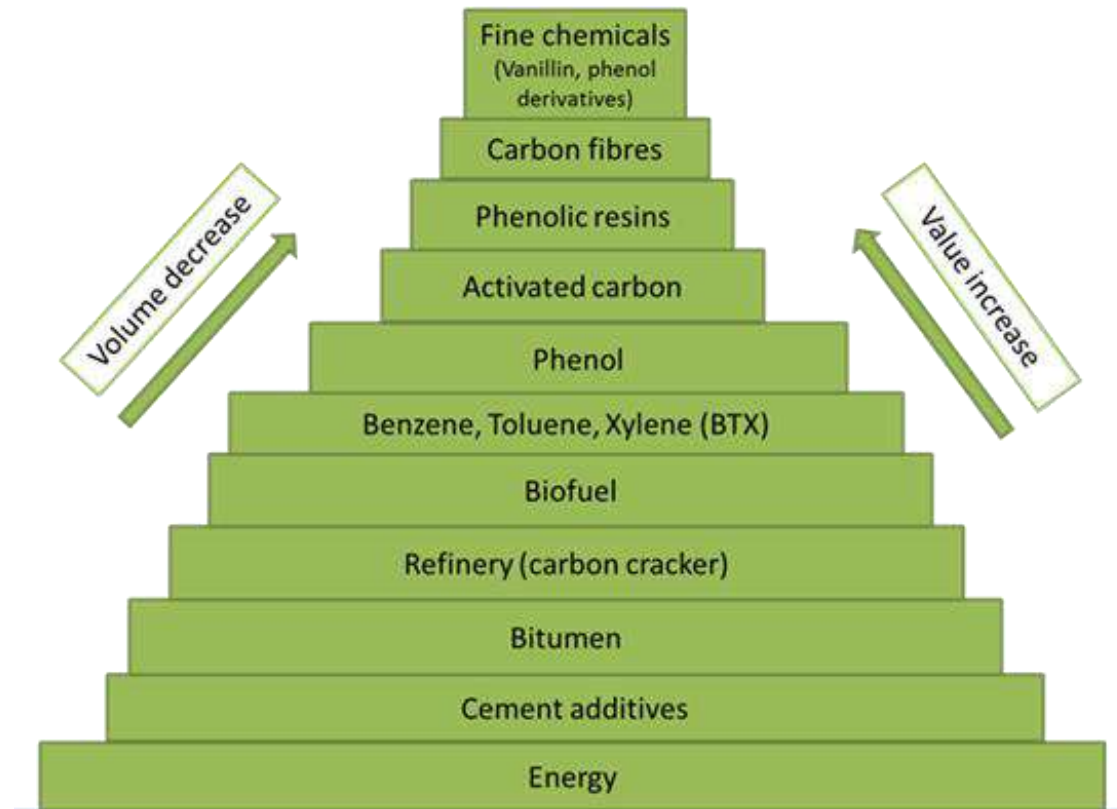 Fine chemicals
(Vanillin, phenol
derivatives)
Carbon fibres
Volume decrease
Value increase
Phenolic resins
Activated carbon
Phenol
Benzene, Toluene, Xylene (BTX)
Biofuel
Refinery (carbon cracker)
Bitumen
Cement additives
Energy